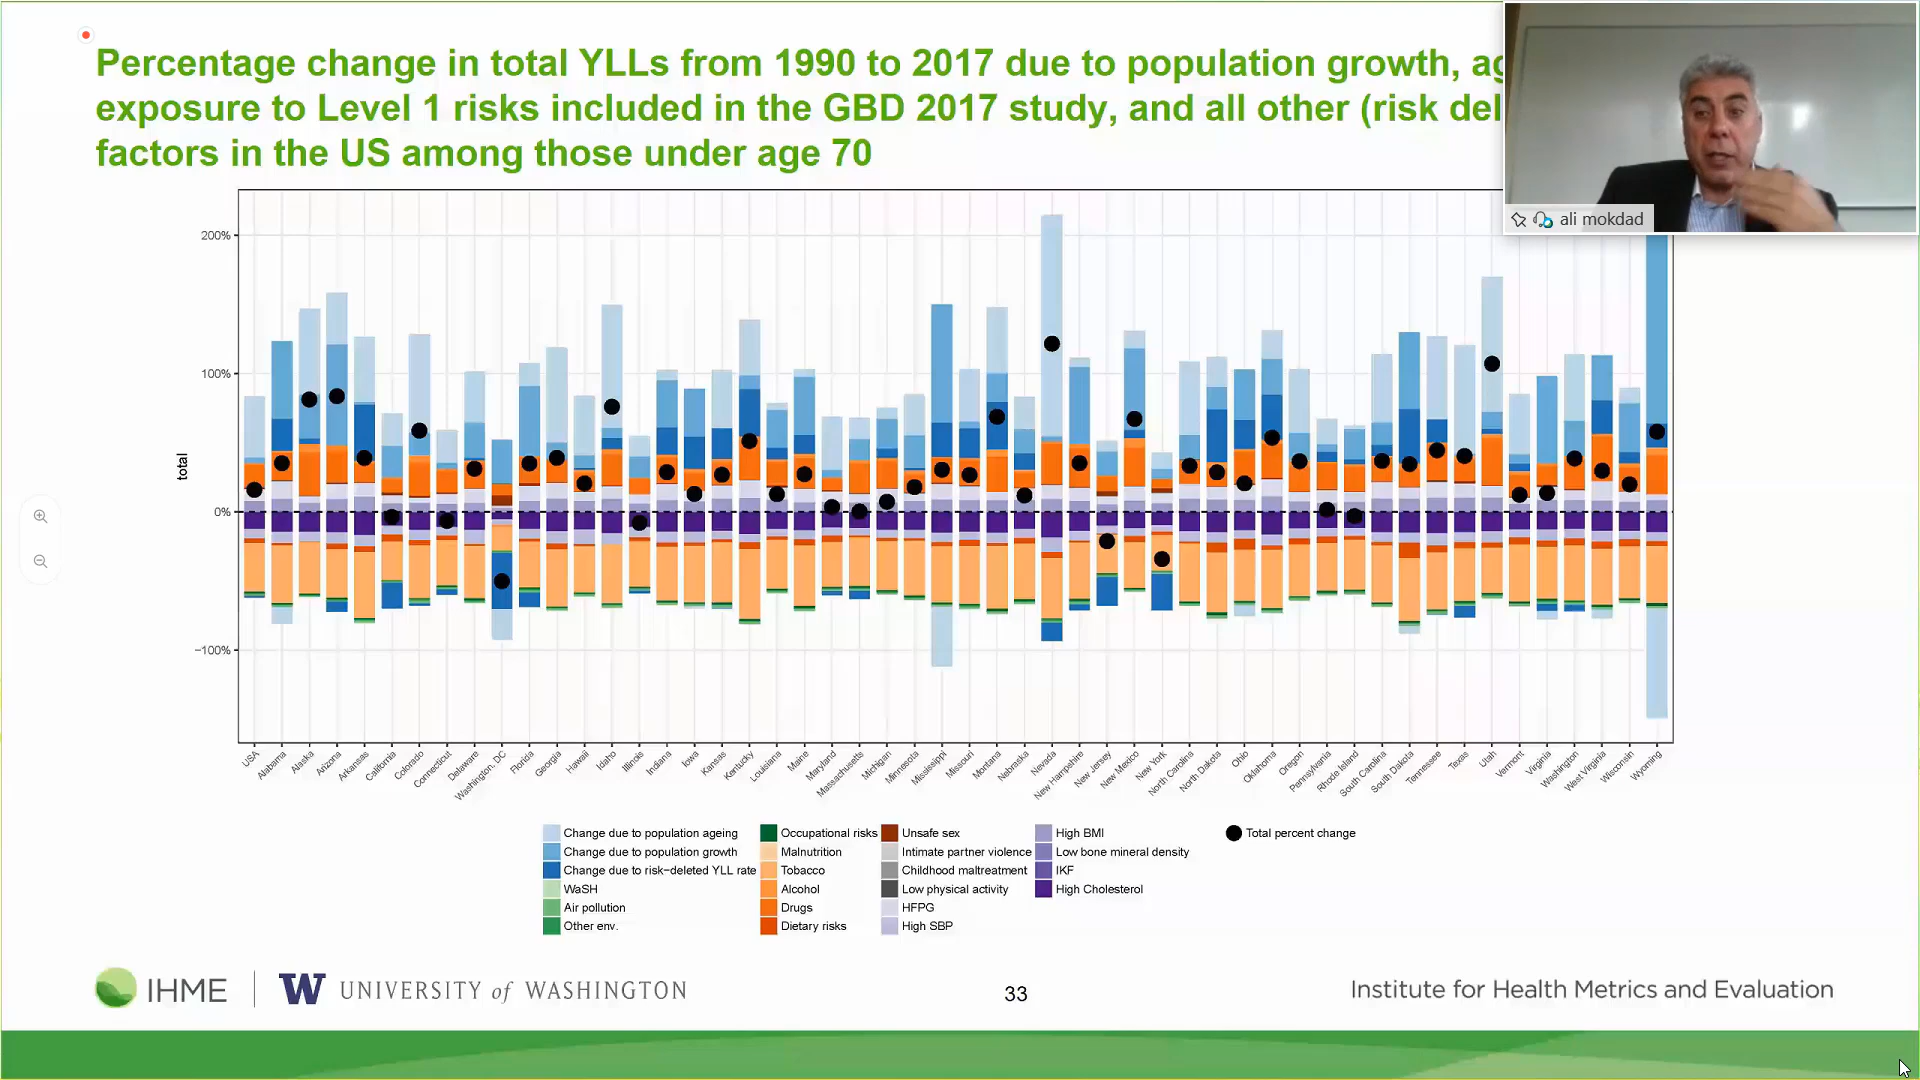 Percentage change in total YLLs from 1990 to 2017 due to population growth,
exposure to Level 1 risks included in the GBD 2017 study, and all other (risk
factors in the US among those under age 70
ali mokdad
200%
100%
0%
−100%
total
USA
Alabama
Alaska
Arizona
Arkansas
California
Colorado
Connecticut
Delaware
Washington, DC
Florida
Georgia
Hawaii
Idaho
Illinois
Indiana
Iowa
Kansas
Kentucky
Louisiana
Maine
Maryland
Massachusetts
Michigan
Minnesota
Mississippi
Missouri
Montana
Nebraska
Nevada
New Hampshire
New Jersey
New Mexico
New York
North Carolina
North Dakota
Ohio
Oklahoma
Oregon
Pennsylvania
Rhode Island
South Carolina
South Dakota
Tennessee
Texas
Utah
Vermont
Virginia
Washington
West Virginia
Wisconsin
Wyoming
Change due to population ageing
Change due to population growth
Change due to risk−deleted YLL rate
WaSH
Air pollution
Other env.
Occupational risks
Malnutrition
Tobacco
Alcohol
Drugs
Dietary risks
Unsafe sex
Intimate partner violence
Childhood maltreatment
Low physical activity
HFPG
High SBP
High BMI
Low bone mineral density
IKF
High Cholesterol
Total percent change
IHME
W UNIVERSITY of WASHINGTON
33
Institute for Health Metrics and Evaluation